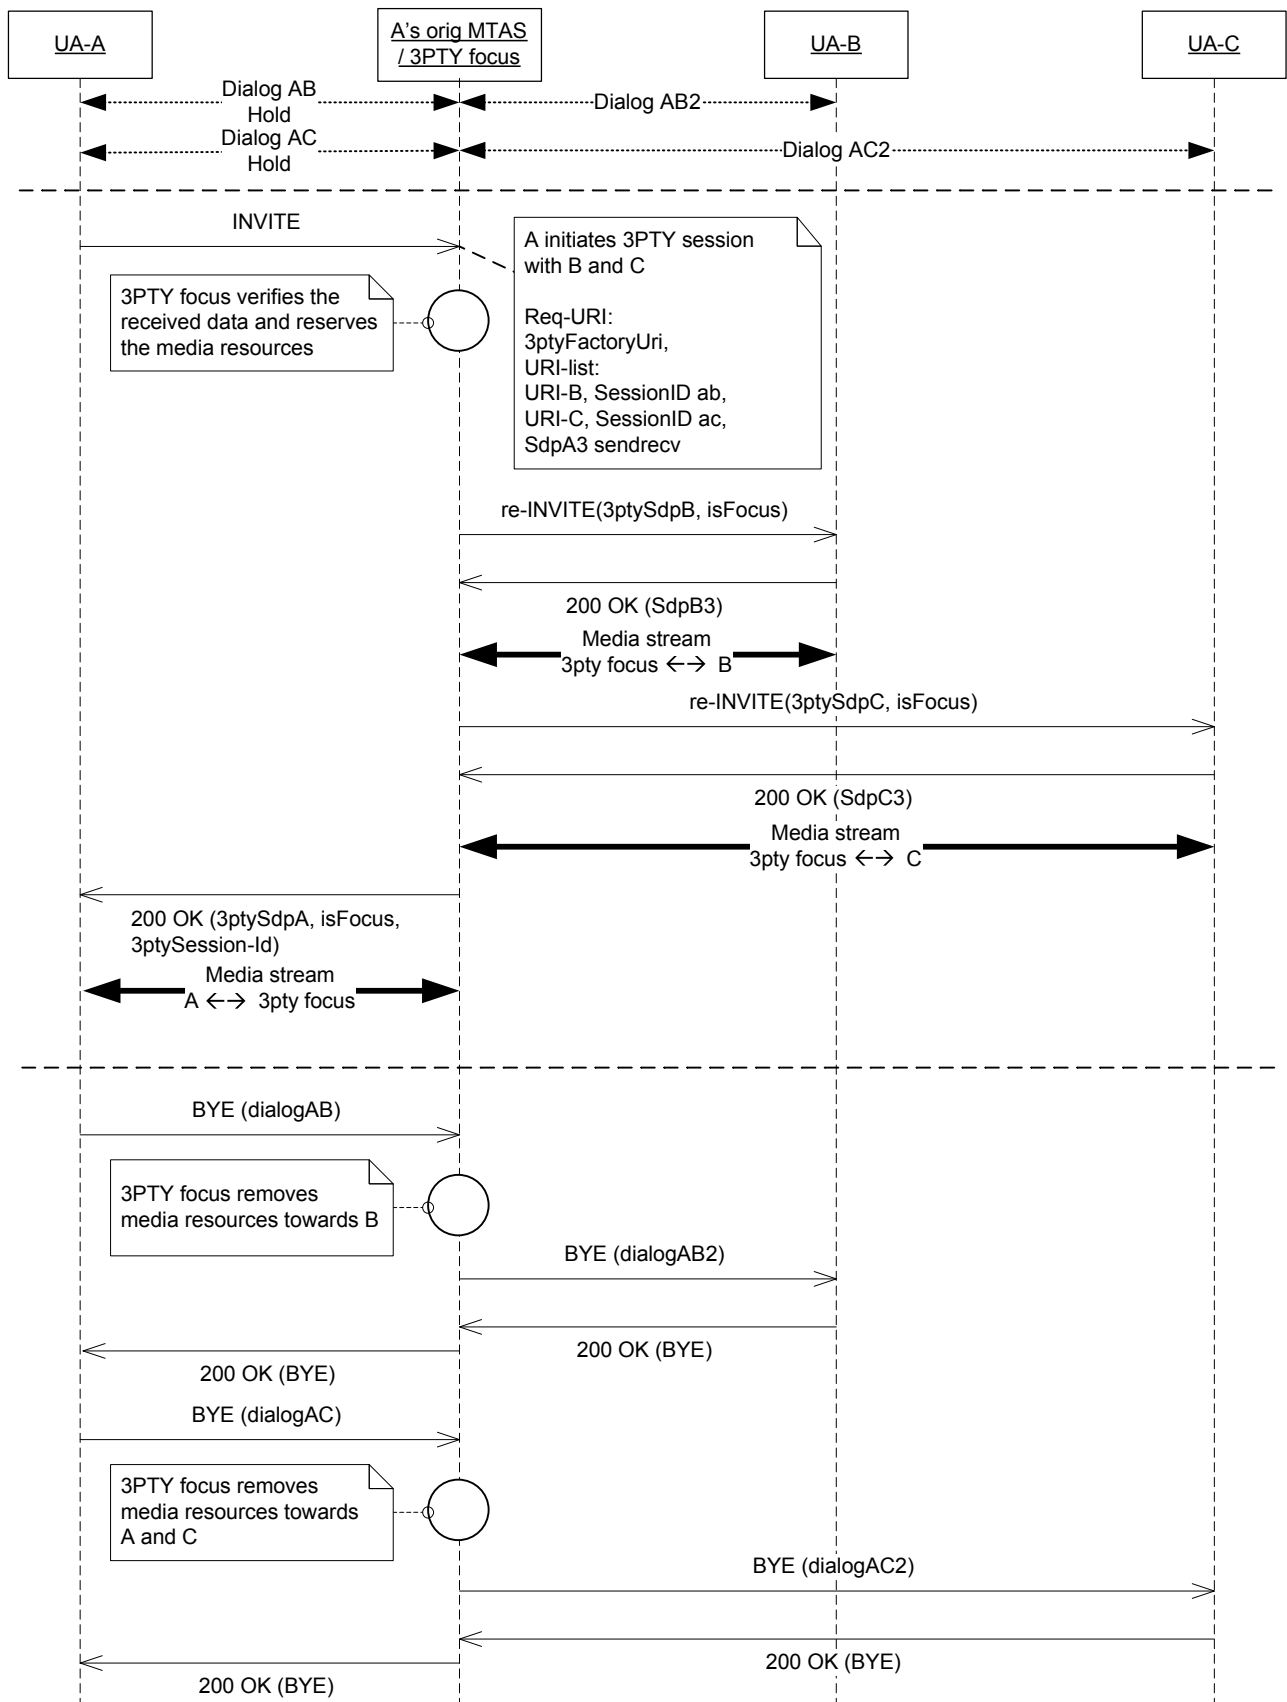 UA-A
A's orig MTAS
/ 3PTY focus
UA-B
UA-C
Dialog AB
Hold
Dialog AB2
Dialog AC
Hold
Dialog AC2
INVITE
A initiates 3PTY session
with B and C
Req-URI:
3ptyFactoryUri,
URI-list:
URI-B, SessionID ab,
URI-C, SessionID ac,
SdpA3 sendrecv
3PTY focus verifies the
received data and reserves
the media resources
re-INVITE(3ptySdpB, isFocus)
200 OK (SdpB3)
Media stream
3pty focus ←→ B
re-INVITE(3ptySdpC, isFocus)
200 OK (SdpC3)
Media stream
3pty focus ←→ C
200 OK (3ptySdpA, isFocus,
3ptySession-Id)
Media stream
A ←→ 3pty focus
BYE (dialogAB)
3PTY focus removes
media resources towards B
BYE (dialogAB2)
200 OK (BYE)
200 OK (BYE)
BYE (dialogAC)
3PTY focus removes
media resources towards
A and C
BYE (dialogAC2)
200 OK (BYE)
200 OK (BYE)